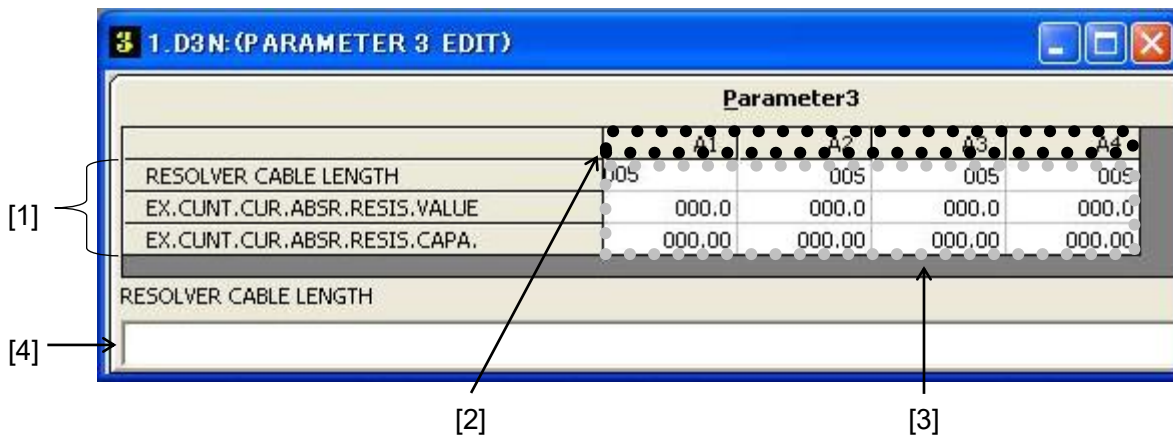 1.D3N:(PARAMETER 3 EDIT)
Parameter3
A1 A2 A3 A4
RESOLVER CABLE LENGTH 005 005 005 005
EX.CUNT.CUR.ABSR.RESIS.VALUE 000.0 000.0 000.0 000.0
EX.CUNT.CUR.ABSR.RESIS.CAPA. 000.00 000.00 000.00 000.00
[1]
RESOLVER CABLE LENGTH
[4]
[2] [3]